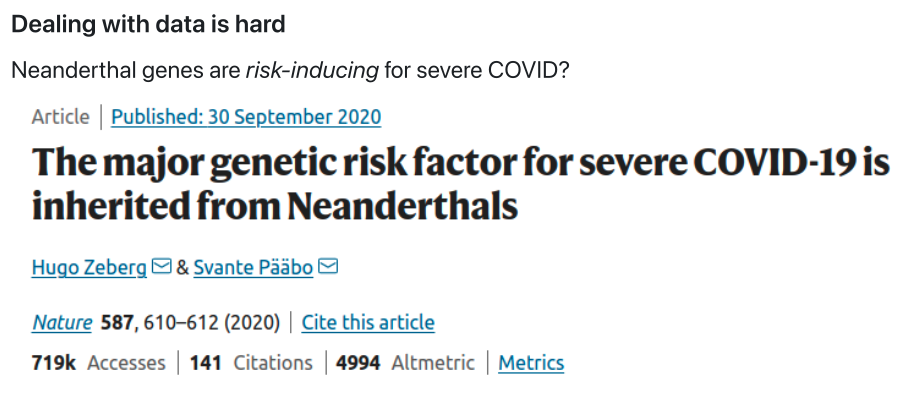 Dealing with data is hard
Neanderthal genes are risk-inducing for severe COVID?
Article | Published: 30 September 2020
The major genetic risk factor for severe COVID-19 is
inherited from Neanderthals
Hugo Zeberg & Svante Pääbo
Nature 587, 610–612 (2020) | Cite this article
719k Accesses | 141 Citations | 4994 Altmetric | Metrics